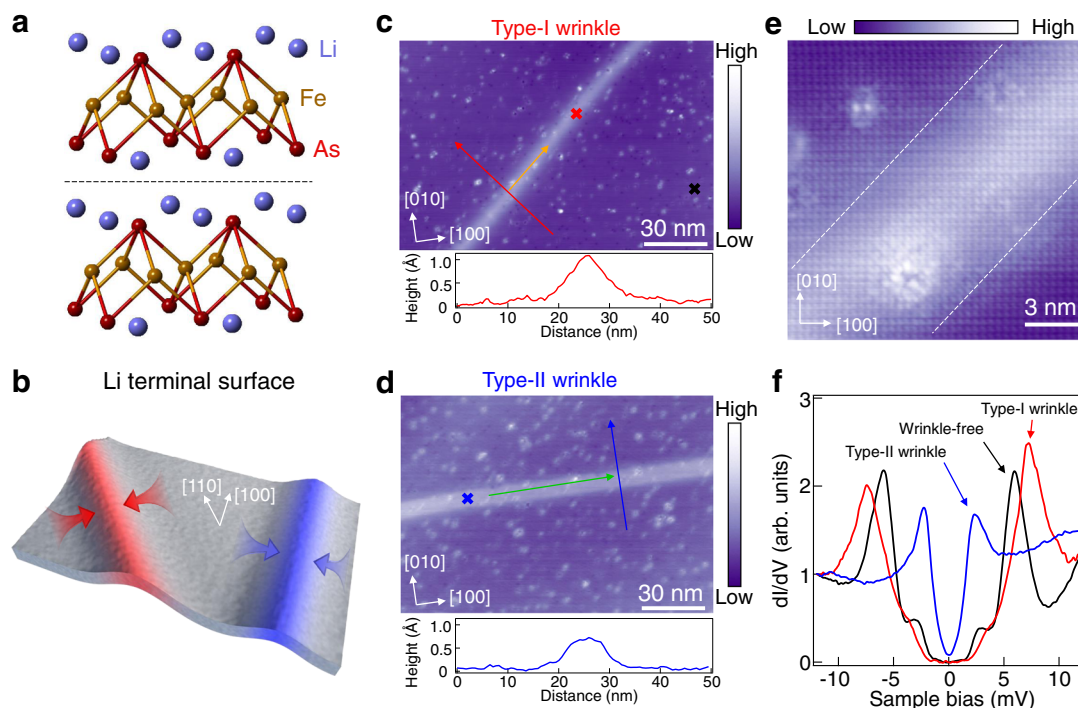 a
Li
Fe
As
b
Li terminal surface
[110]
[100]
c
Type-I wrinkle
High
Low
[010]
[100]
30 nm
Height (Å)
1.0
0.5
0
0
10
20
30
40
50
Distance (nm)
d
Type-II wrinkle
High
Low
[010]
[100]
30 nm
Height (Å)
1.0
0.5
0.0
0
10
20
30
40
50
Distance (nm)
e
Low
High
[010]
[100]
3 nm
f
Type-I wrinkle
Wrinkle-free
Type-II wrinkle
dI/dV (arb. units)
3
2
1
0
-10
-5
0
5
10
Sample bias (mV)